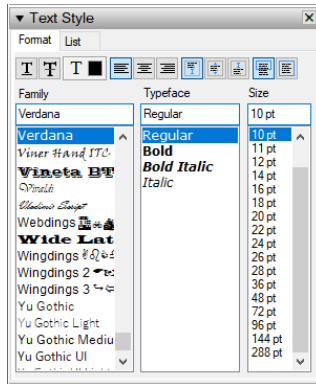 Text Style
Format List
T T T
Family Typeface Size
Verdana Regular 10 pt
Verdana
Viner Hand ITC
Vineta BT
Vivaldi
Vladimir Script
Webdings
Wide Lat
Wingdings
Wingdings 2
Wingdings 3
Yu Gothic
Yu Gothic Light
Yu Gothic Mediu
Yu Gothic UI
Regular
Bold
Bold Italic
Italic
10 pt
11 pt
12 pt
14 pt
16 pt
18 pt
20 pt
22 pt
24 pt
26 pt
28 pt
36 pt
48 pt
72 pt
96 pt
144 pt
288 pt